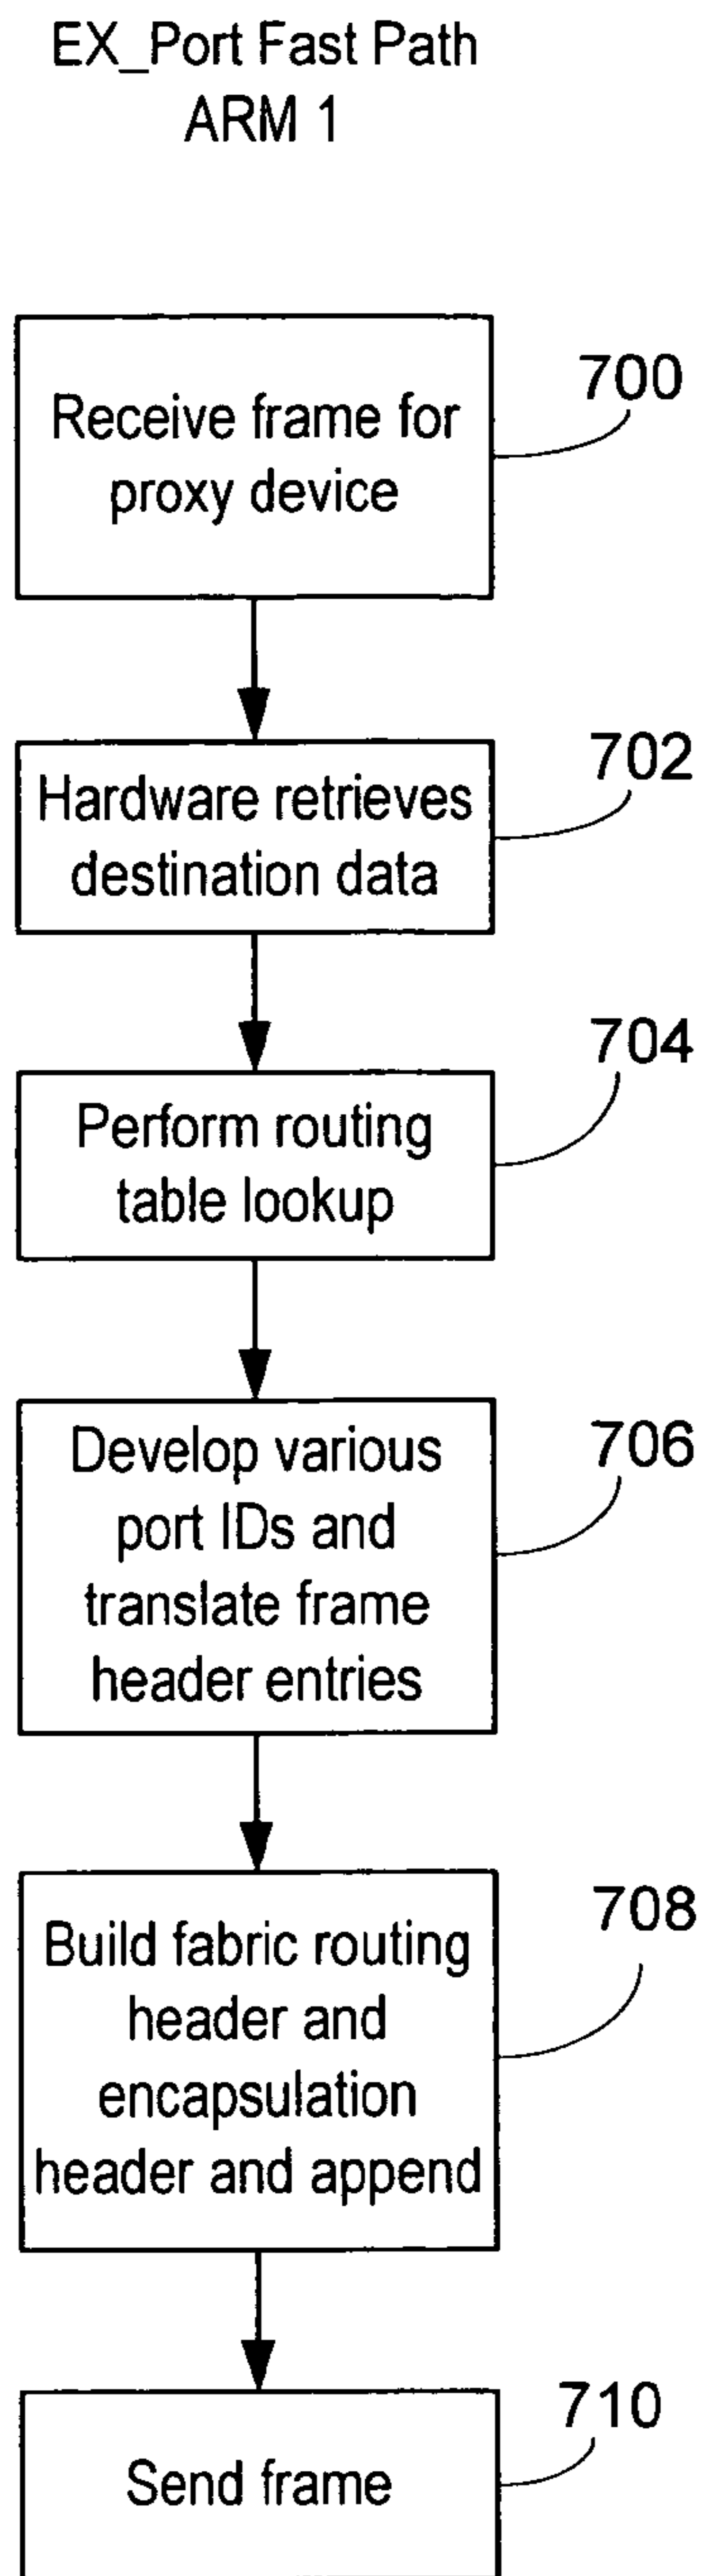 EX_Port Fast Path
ARM 1
Receive frame for
proxy device
700
Hardware retrieves
destination data
702
Perform routing
table lookup
704
Develop various
port IDs and
translate frame
header entries
706
Build fabric routing
header and
encapsulation
header and append
708
Send frame
710